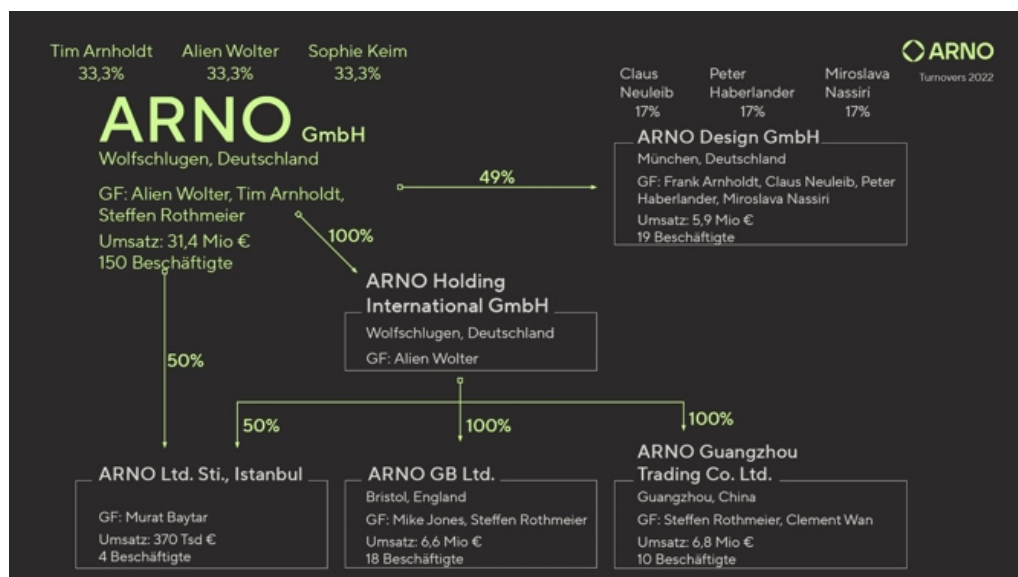 Tim Arnholdt
33,3%
Alien Wolter
33,3%
Sophie Keim
33,3%
ARNO GmbH
Wolfschlugen, Deutschland
GF: Alien Wolter, Tim Arnholdt,
Steffen Rothmeier
Umsatz: 31,4 Mio €
150 Beschäftigte
ARNO
Turnovers 2022
Claus
Neuleib
17%
Peter
Haberlander
17%
Miroslava
Nassiri
17%
49%
ARNO Design GmbH
München, Deutschland
GF: Frank Arnholdt, Claus Neuleib, Peter
Haberlander, Miroslava Nassiri
Umsatz: 5,9 Mio €
19 Beschäftigte
100%
ARNO Holding
International GmbH
Wolfschlugen, Deutschland
GF: Alien Wolter
50%
50%
100%
100%
ARNO Ltd. Sti., Istanbul
GF: Murat Baytar
Umsatz: 370 Tsd €
4 Beschäftigte
ARNO GB Ltd.
Bristol, England
GF: Mike Jones, Steffen Rothmeier
Umsatz: 6,6 Mio €
18 Beschäftigte
ARNO Guangzhou
Trading Co. Ltd.
Guangzhou, China
GF: Steffen Rothmeier, Clement Wan
Umsatz: 6,8 Mio €
10 Beschäftigte